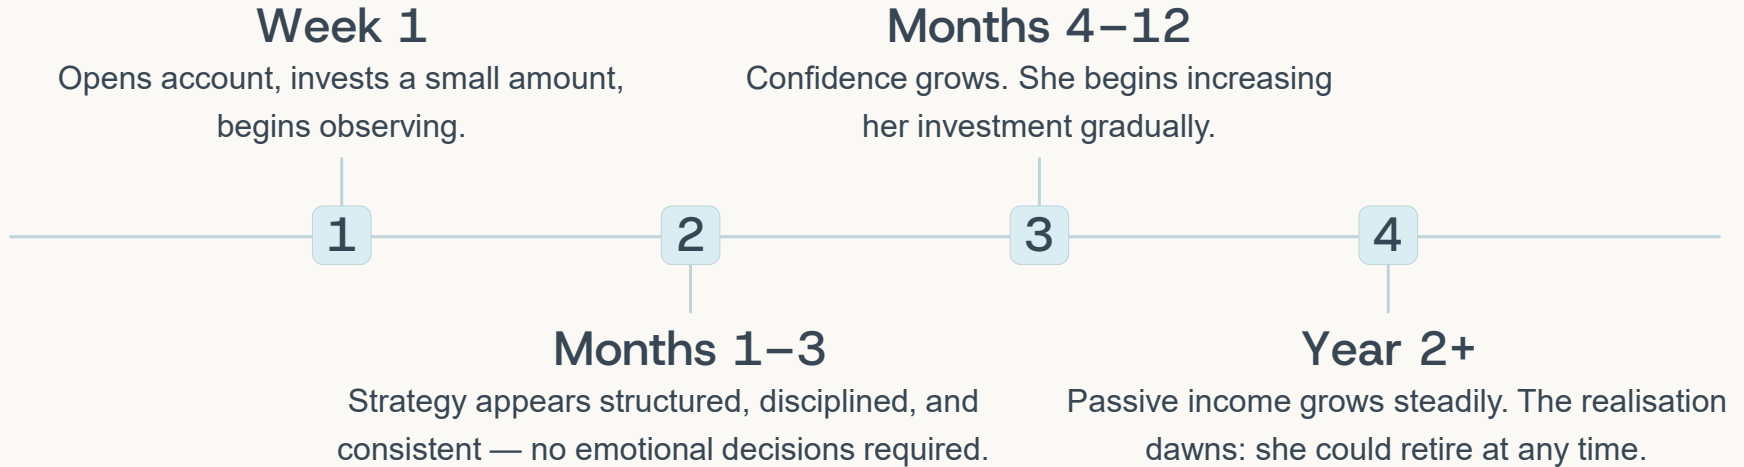 Week 1
Opens account, invests a small amount,
begins observing.
Months 4–12
Confidence grows. She begins increasing
her investment gradually.
1
2
3
4
Months 1–3
Strategy appears structured, disciplined, and
consistent — no emotional decisions required.
Year 2+
Passive income grows steadily. The realisation
dawns: she could retire at any time.